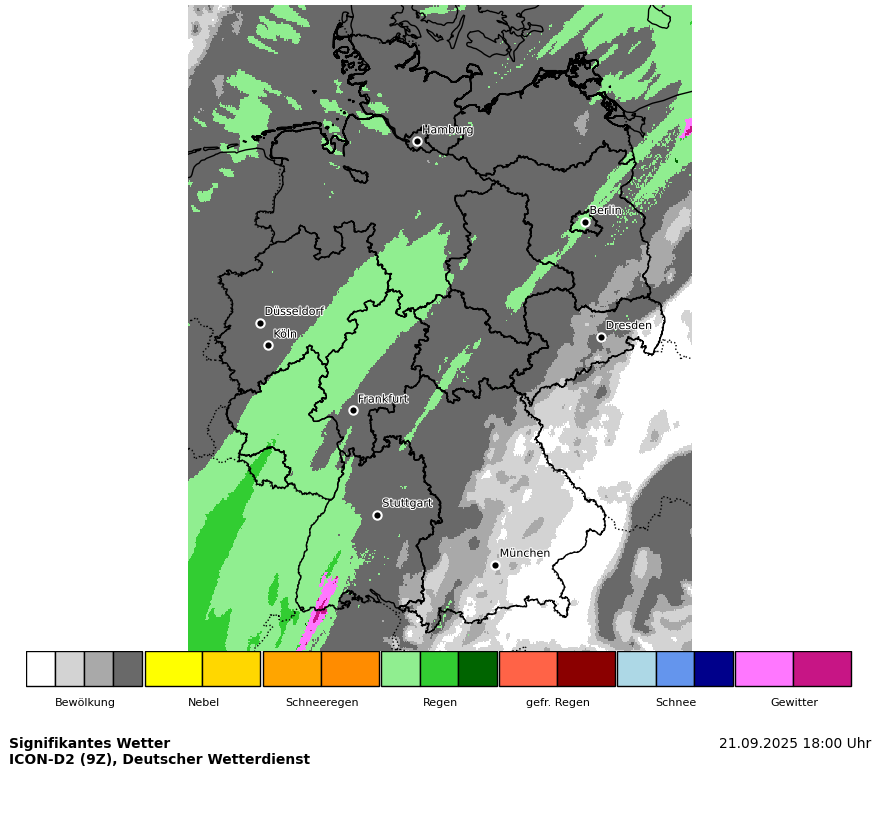 Hamburg
Berlin
Düsseldorf
Köln
Dresden
Frankfurt
Stuttgart
München
Bewölkung Nebel Schneeregen Regen gefr. Regen Schnee Gewitter
Signifikantes Wetter 21.09.2025 18:00 Uhr
ICON-D2 (9Z), Deutscher Wetterdienst